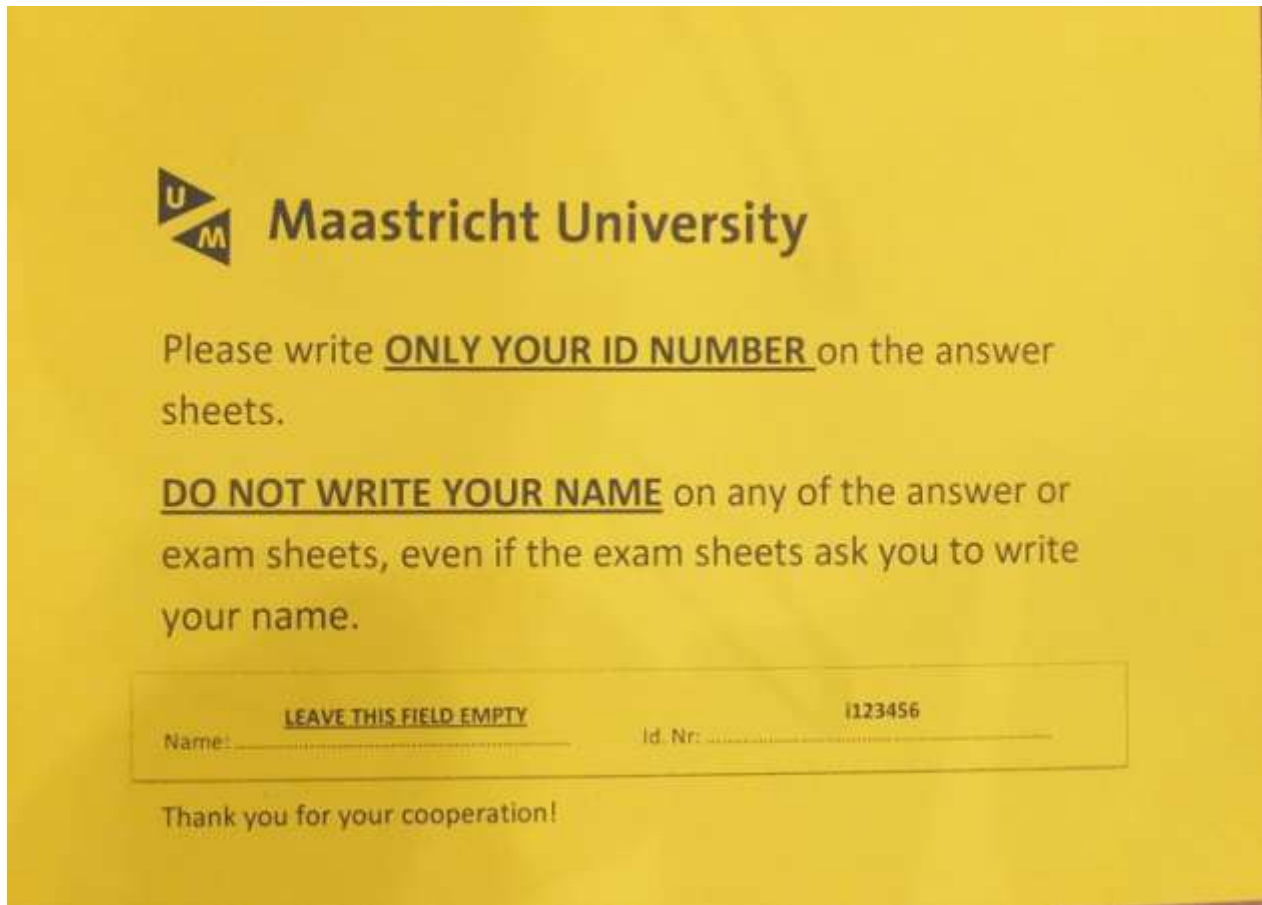 U
M
Maastricht University
Please write ONLY YOUR ID NUMBER on the answer
sheets.
DO NOT WRITE YOUR NAME on any of the answer or
exam sheets, even if the exam sheets ask you to write
your name.
Name: LEAVE THIS FIELD EMPTY Id. Nr: i123456
Thank you for your cooperation!